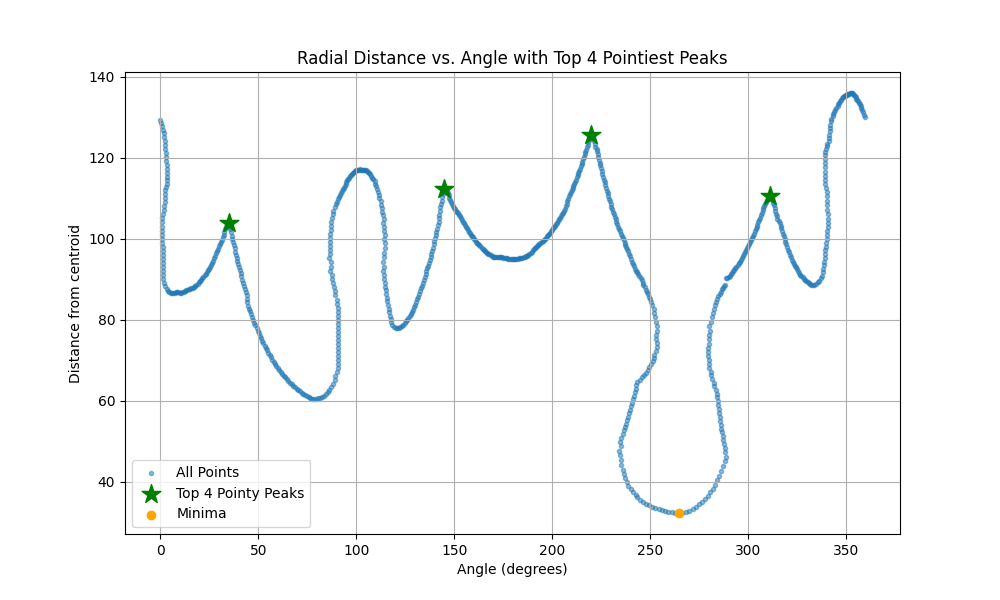 Radial Distance vs. Angle with Top 4 Pointiest Peaks
140
120
100
80
60
40
Distance from centroid
All Points
Top 4 Pointy Peaks
Minima
0 50 100 150 200 250 300 350
Angle (degrees)